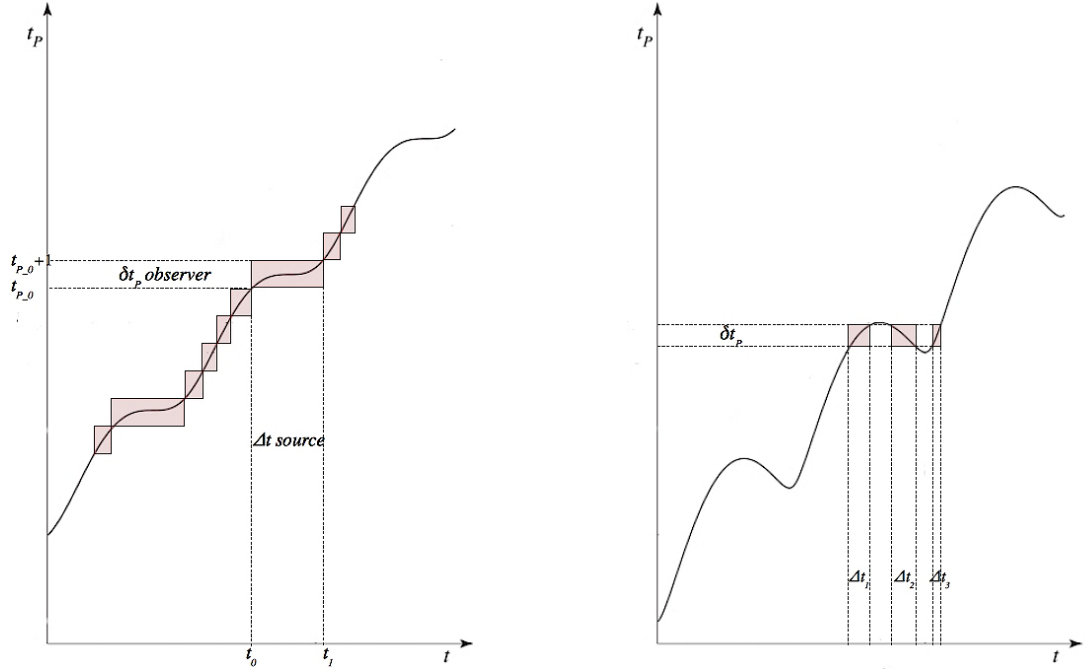 t_P
t_P_0+1
δt_P observer
t_P_0
Δt source
t_0
t_1
t
t_P
δt_P
Δt_1
Δt_2
Δt_3
t